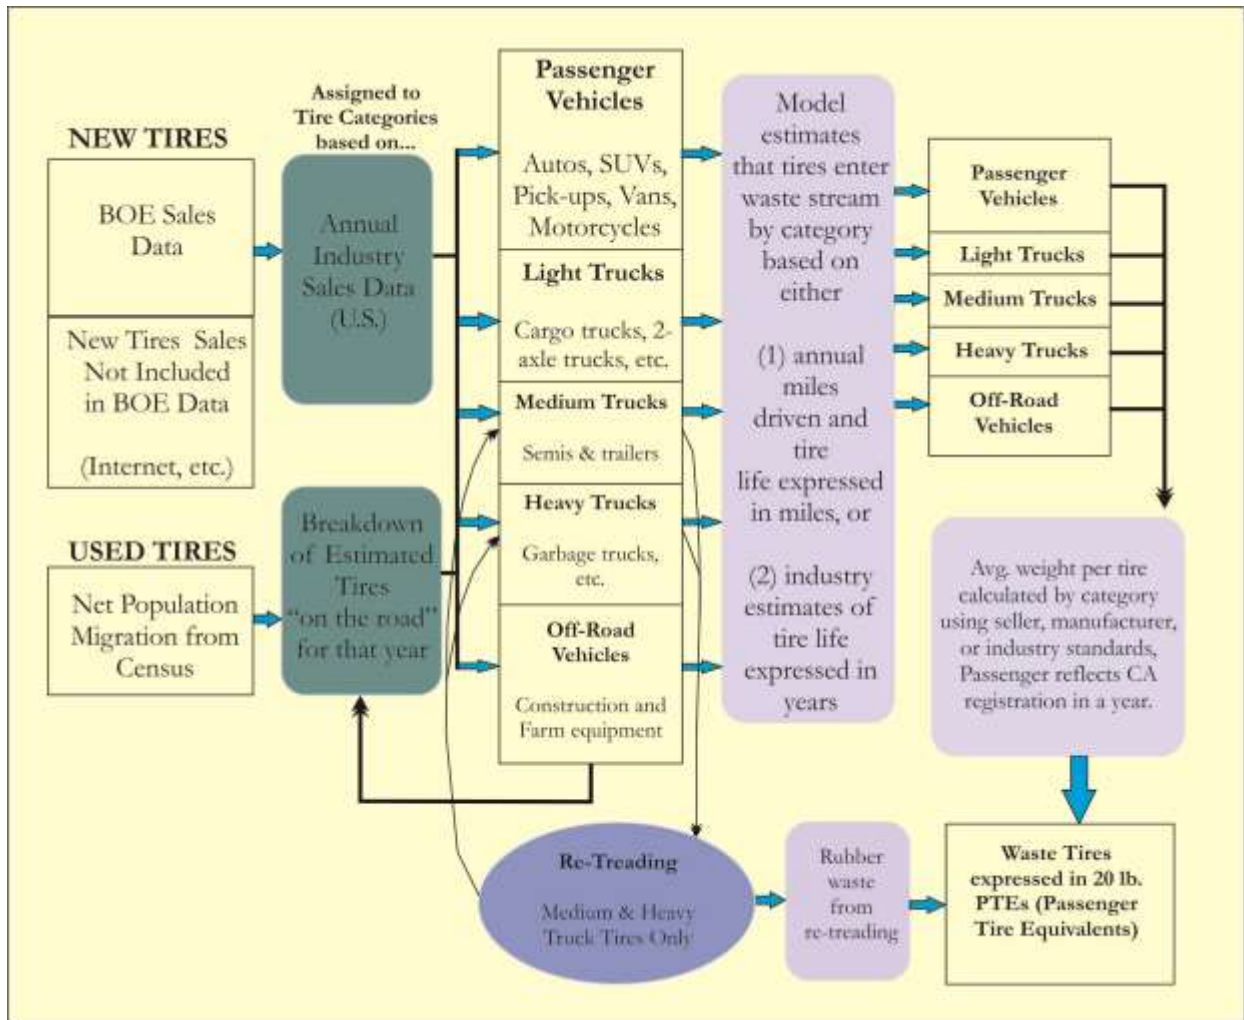 NEW TIRES
BOE Sales
Data
New Tires Sales
Not Included
in BOE Data
(Internet, etc.)
USED TIRES
Net Population
Migration from
Census
Assigned to
Tire Categories
based on...
Annual
Industry
Sales Data
(U.S.)
Breakdown
of Estimated
Tires
“on the road”
for that year
Passenger
Vehicles
Autos, SUVs,
Pick-ups, Vans,
Motorcycles
Light Trucks
Cargo trucks, 2-
axle trucks, etc.
Medium Trucks
Semis & trailers
Heavy Trucks
Garbage trucks,
etc.
Off-Road
Vehicles
Construction and
Farm equipment
Model
estimates
that tires enter
waste stream
by category
based on
either
(1) annual
miles
driven and
tire
life expressed
in miles, or
(2) industry
estimates of
tire life
expressed in
years
Passenger
Vehicles
Light Trucks
Medium Trucks
Heavy Trucks
Off-Road
Vehicles
Avg. weight per tire
calculated by category
using seller, manufacturer,
or industry standards,
Passenger reflects CA
registration in a year.
Re-Treading
Medium & Heavy
Truck Tires Only
Rubber
waste
from
re-treading
Waste Tires
expressed in 20 lb.
PTEs (Passenger
Tire Equivalents)